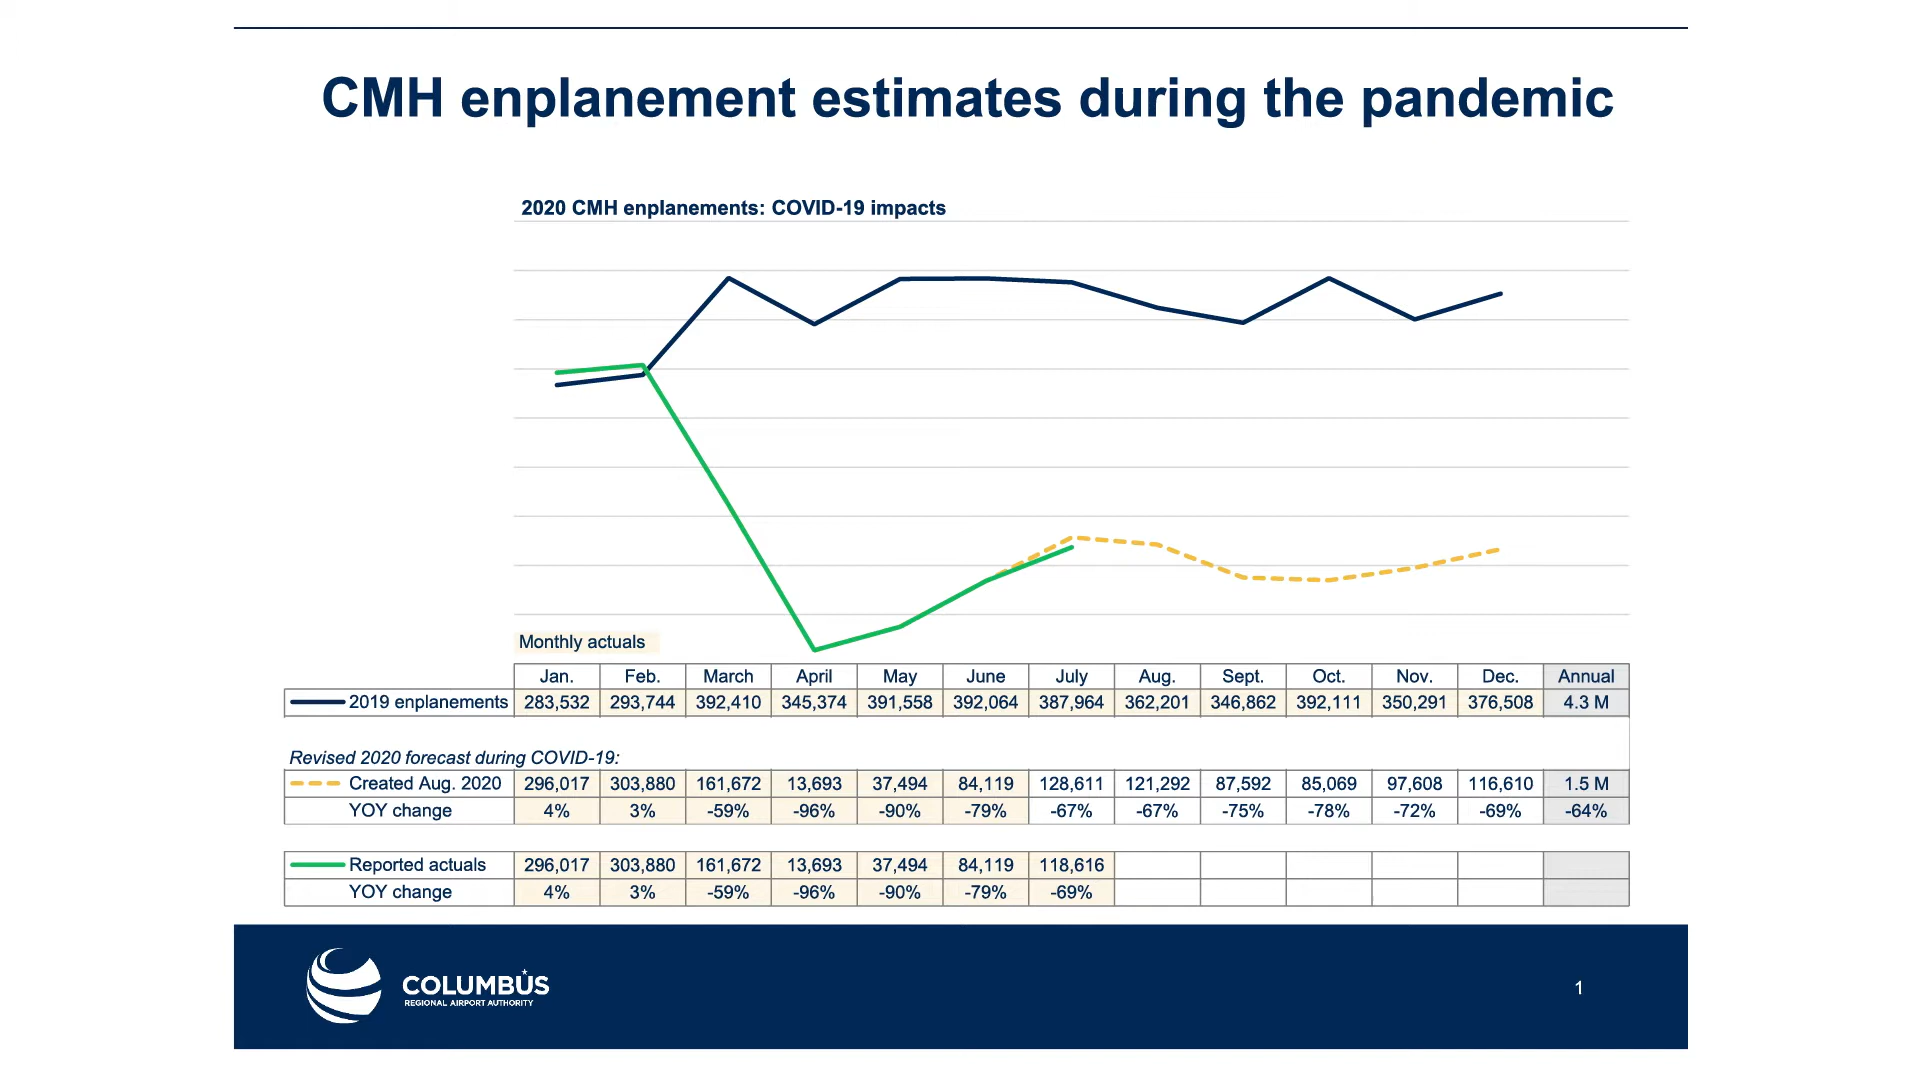 CMH enplanement estimates during the pandemic
2020 CMH enplanements: COVID-19 impacts
Monthly actuals
Jan. Feb. March April May June July Aug. Sept. Oct. Nov. Dec. Annual
2019 enplanements 283,532 293,744 392,410 345,374 391,558 392,064 387,964 362,201 346,862 392,111 350,291 376,508 4.3 M
Revised 2020 forecast during COVID-19:
Created Aug. 2020 296,017 303,880 161,672 13,693 37,494 84,119 128,611 121,292 87,592 85,069 97,608 116,610 1.5 M
YOY change 4% 3% -59% -96% -90% -79% -67% -67% -75% -78% -72% -69% -64%
Reported actuals 296,017 303,880 161,672 13,693 37,494 84,119 118,616
YOY change 4% 3% -59% -96% -90% -79% -69%
COLUMBUS
REGIONAL AIRPORT AUTHORITY
1